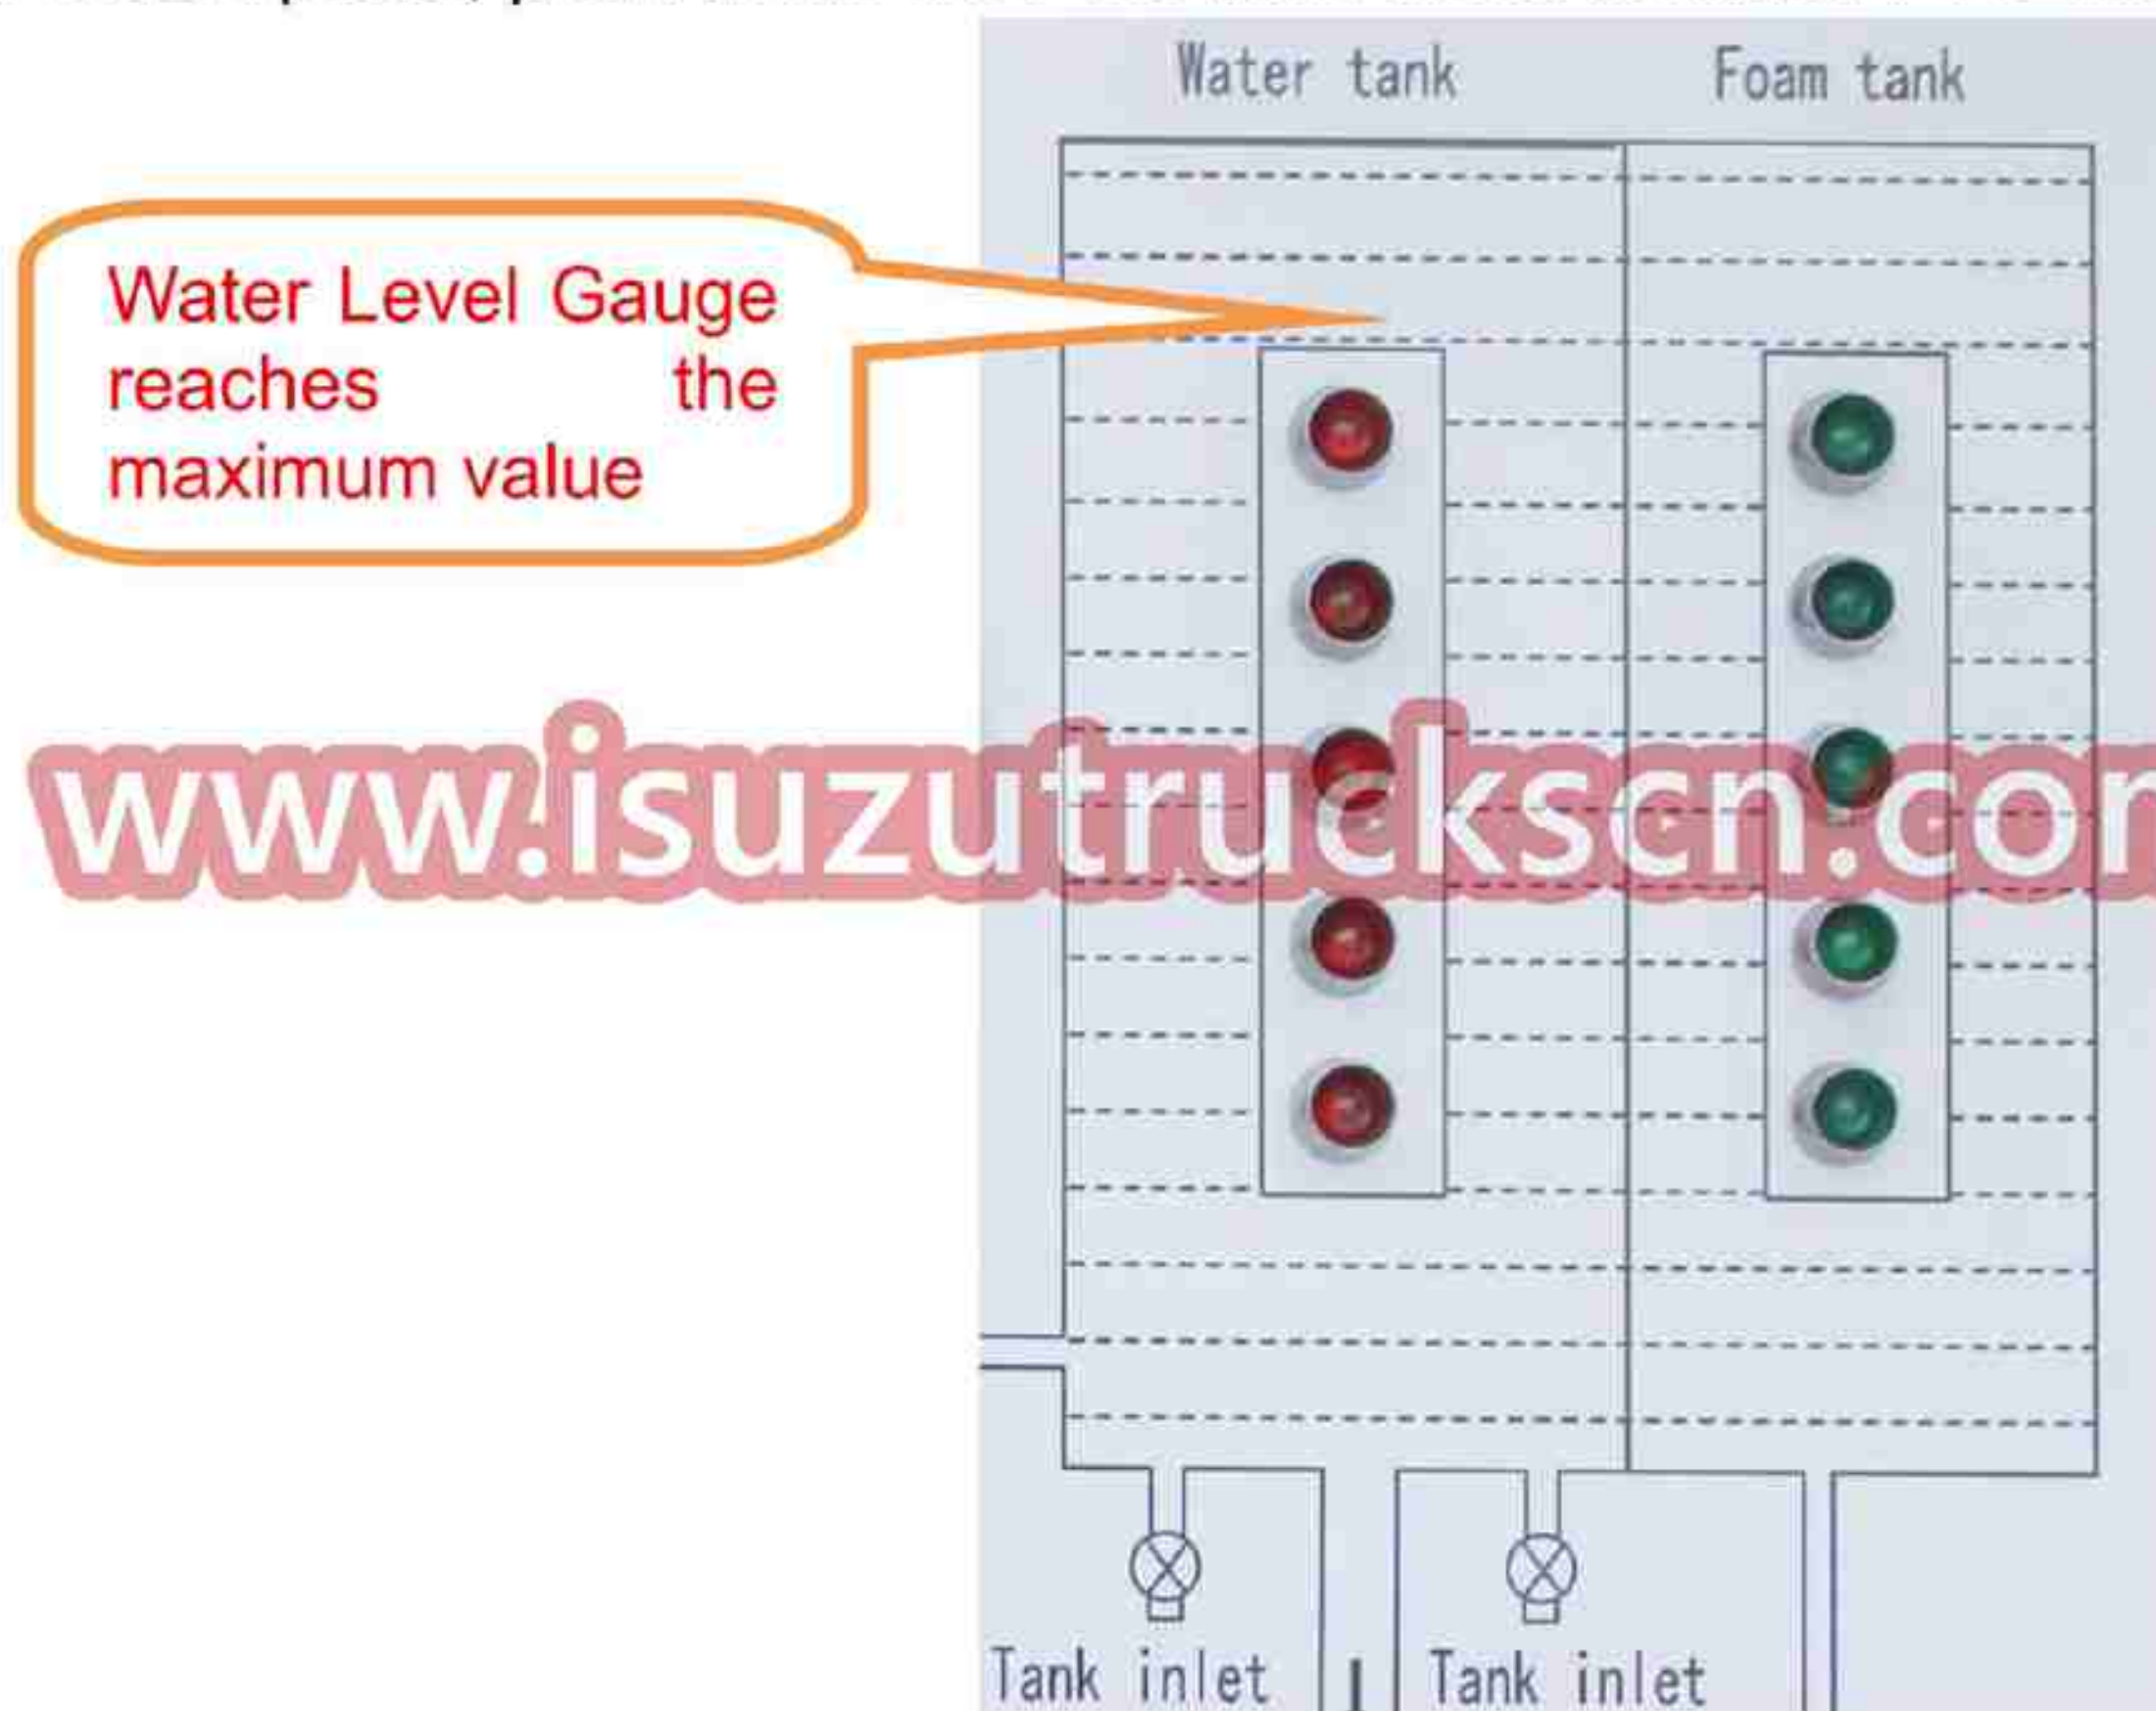 Water tank Foam tank
Water Level Gauge
reaches the
maximum value
www.isuzutruckscn.com
Tank inlet Tank inlet